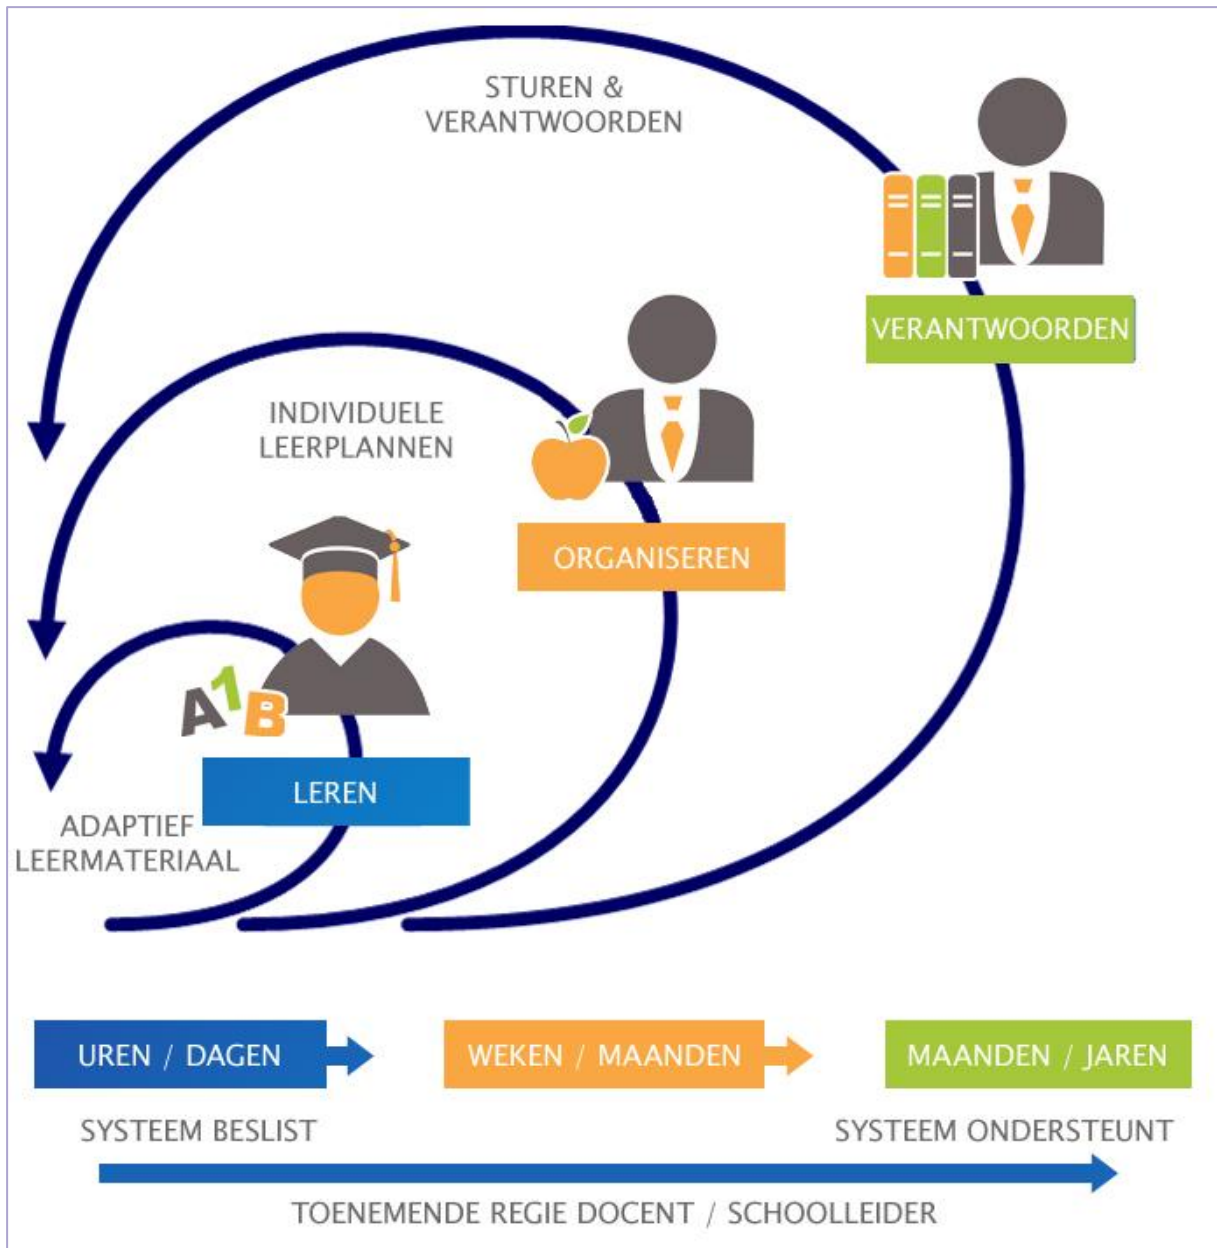 STUREN &
VERANTWOORDEN
VERANTWOORDEN
INDIVIDUELE
LEERPLANNEN
ORGANISEREN
A1B
LEREN
ADAPTIEF
LEERMATERIAAL
UREN / DAGEN
WEKEN / MAANDEN
MAANDEN / JAREN
SYSTEEM BESLIST
SYSTEEM ONDERSTEUNT
TOENEMENDE REGIE DOCENT / SCHOOLLEIDER